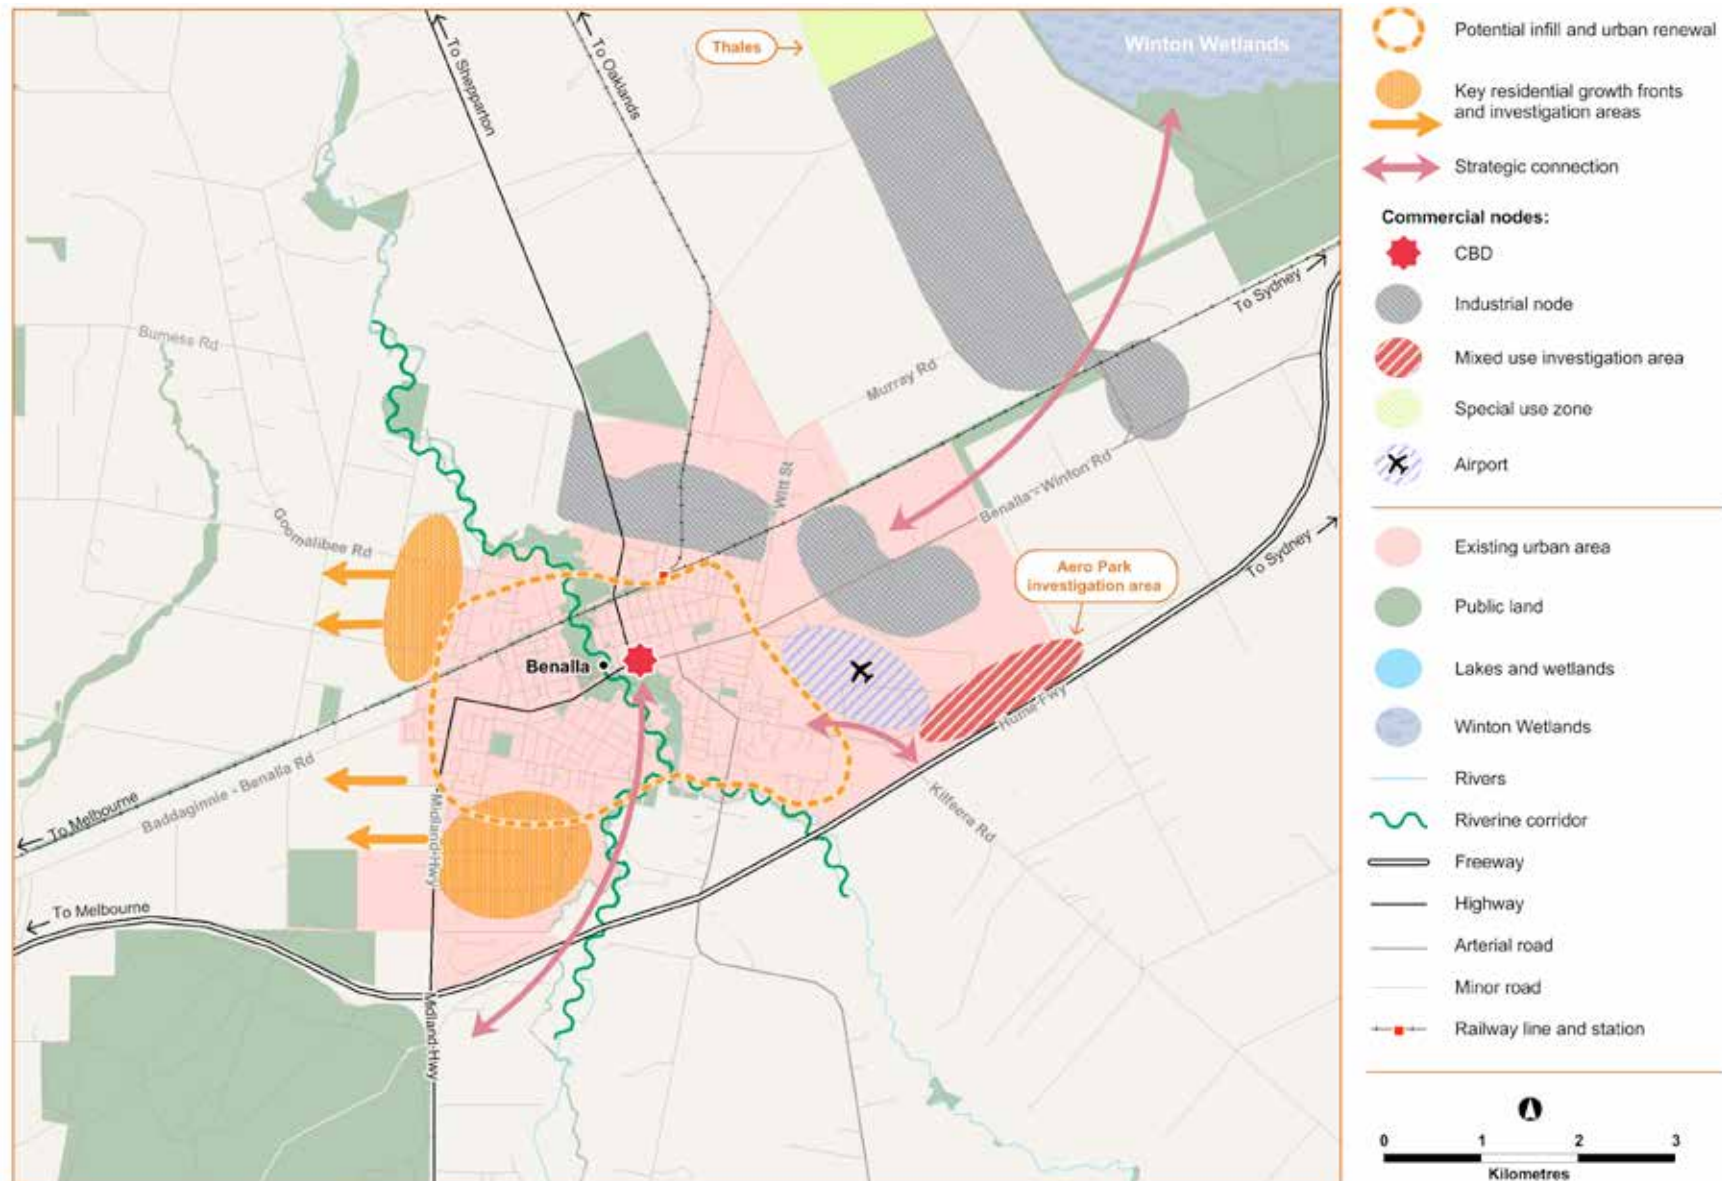 To Shepparton
To Oaklands
Thales
Winton Wetlands
To Sydney
Burness Rd
Murray Rd
Witt St
Benalla - Winton Rd
Goomalibee Rd
To Sydney
Aero Park
investigation area
Benalla
Hume Fwy
Kilfeera Rd
Baddaginnie - Benalla Rd
To Melbourne
Midland Hwy
To Melbourne
Midland Hwy
Potential infill and urban renewal
Key residential growth fronts
and investigation areas
Strategic connection
Commercial nodes:
CBD
Industrial node
Mixed use investigation area
Special use zone
Airport
Existing urban area
Public land
Lakes and wetlands
Winton Wetlands
Rivers
Riverine corridor
Freeway
Highway
Arterial road
Minor road
Railway line and station
0 1 2 3
Kilometres